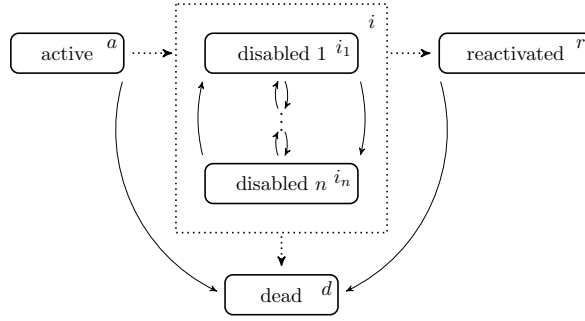 i
active a
disabled 1 i₁
reactivated r
⋮
disabled n iₙ
dead d